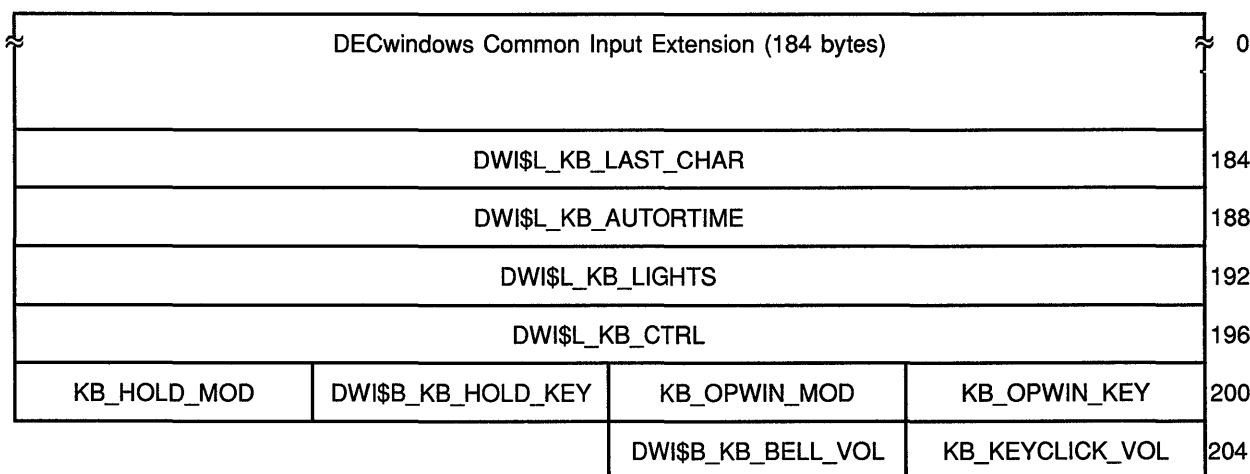 DECwindows Common Input Extension (184 bytes) 0
DWI$L_KB_LAST_CHAR 184
DWI$L_KB_AUTORTIME 188
DWI$L_KB_LIGHTS 192
DWI$L_KB_CTRL 196
KB_HOLD_MOD DWI$B_KB_HOLD_KEY KB_OPWIN_MOD KB_OPWIN_KEY 200
DWI$B_KB_BELL_VOL KB_KEYCLICK_VOL 204